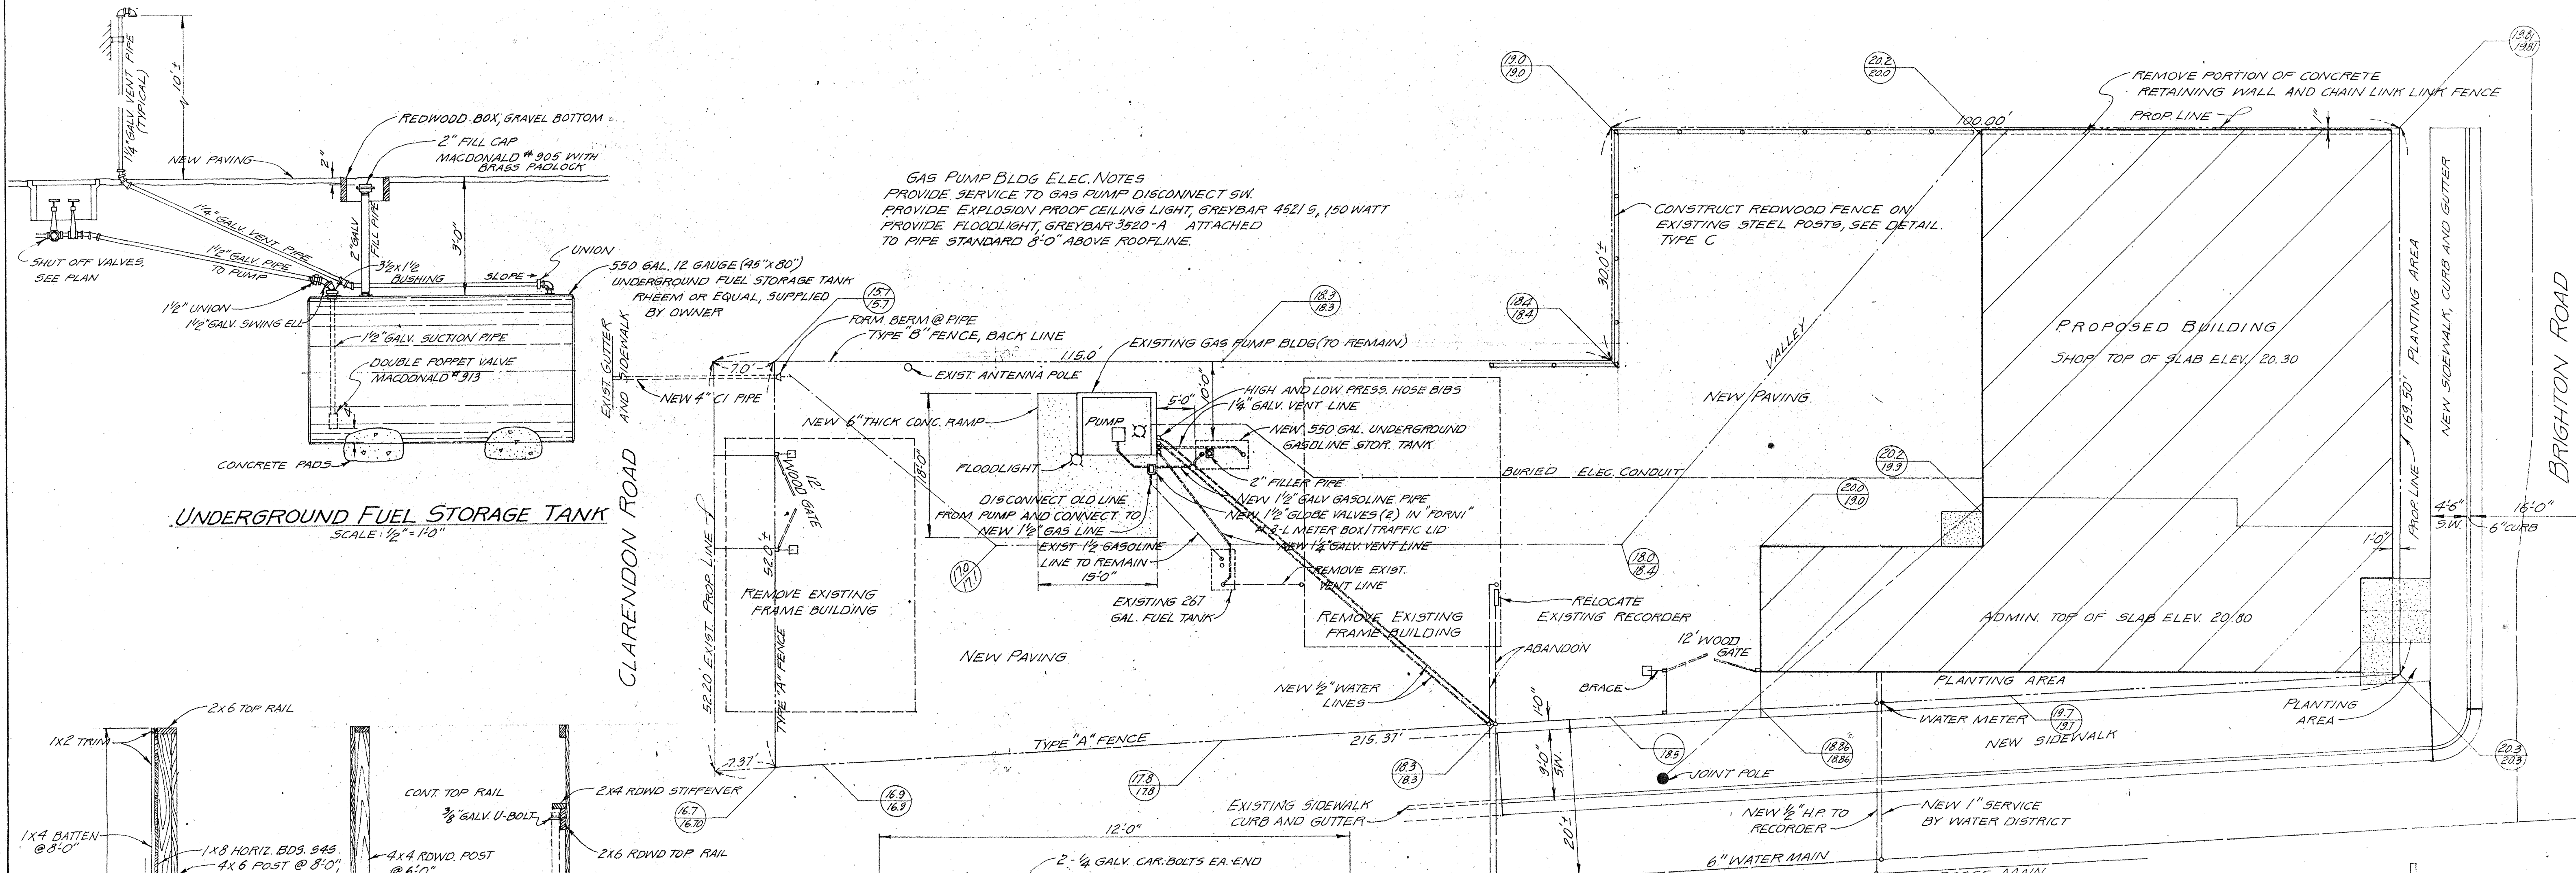 1¼" GALV. VENT PIPE
(TYPICAL)
10'±
REDWOOD BOX, GRAVEL BOTTOM
2" FILL CAP
MACDONALD #905 WITH
BRASS PADLOCK
NEW PAVING
2"
1¼" GALV. VENT PIPE
1½" GALV. PIPE
TO PUMP
2" GALV
FILL PIPE
3'-0"
SHUT OFF VALVES,
SEE PLAN
3½x1½
BUSHING
SLOPE
UNION
550 GAL. 12 GAUGE (45"x80")
UNDERGROUND FUEL STORAGE TANK
RHEEM OR EQUAL, SUPPLIED
BY OWNER
1½" UNION
1½" GALV. SWING ELL
1½" GALV. SUCTION PIPE
DOUBLE POPPET VALVE
MACDONALD #913
4"
CONCRETE PADS
UNDERGROUND FUEL STORAGE TANK
SCALE: ½" = 1'-0"
GAS PUMP BLDG ELEC. NOTES
PROVIDE SERVICE TO GAS PUMP DISCONNECT SW.
PROVIDE EXPLOSION PROOF CEILING LIGHT, GREYBAR 4521 S, 150 WATT
PROVIDE FLOODLIGHT, GREYBAR 3520-A ATTACHED
TO PIPE STANDARD 8'-0" ABOVE ROOFLINE.
19.0
19.0
20.2
20.0
19.81
19.81
REMOVE PORTION OF CONCRETE
RETAINING WALL AND CHAIN LINK LINK FENCE
PROP. LINE
100.00'
1"
CONSTRUCT REDWOOD FENCE ON
EXISTING STEEL POSTS, SEE DETAIL.
TYPE C
30.0'±
VALLEY
NEW PAVING
PROPOSED BUILDING
SHOP TOP OF SLAB ELEV. 20.30
PROP. LINE 169.50'
PLANTING AREA
NEW SIDEWALK, CURB AND GUTTER
BRIGHTON ROAD
4'-6"
S.W.
16'-0"
6" CURB
1'-0"
15.7
15.7
18.3
18.3
18.4
18.4
FORM BERM @ PIPE
TYPE "B" FENCE, BACK LINE
115.0'
EXISTING GAS PUMP BLDG (TO REMAIN)
7.0'
EXIST. GUTTER
AND SIDEWALK
NEW 4" CI PIPE
EXIST. ANTENNA POLE
NEW 6" THICK CONC. RAMP
PUMP
5'-0"
10'-0"
HIGH AND LOW PRESS. HOSE BIBS
1¼" GALV. VENT LINE
NEW 550 GAL. UNDERGROUND
GASOLINE STOR. TANK
18'-0"
FLOODLIGHT
2" FILLER PIPE
NEW 1½" GALV GASOLINE PIPE
NEW 1½" GLOBE VALVES (2) IN "FORNI"
METER BOX/TRAFFIC LID
NEW 1¼" GALV. VENT LINE
DISCONNECT OLD LINE
FROM PUMP AND CONNECT TO
NEW 1½" GAS LINE
EXIST 1½ GASOLINE
LINE TO REMAIN
15'-0"
REMOVE EXIST.
VENT LINE
BURIED ELEC. CONDUIT
20.2
19.9
20.0
19.0
18.0
18.4
17.0
17.1
CLARENDON ROAD
52.20' EXIST. PROP. LINE
12'
WOOD GATE
52.0'±
TYPE "A" FENCE
REMOVE EXISTING
FRAME BUILDING
EXISTING 267
GAL. FUEL TANK
REMOVE EXISTING
FRAME BUILDING
RELOCATE
EXISTING RECORDER
ABANDON
ADMIN. TOP OF SLAB ELEV. 20.80
12' WOOD
GATE
BRACE
PLANTING AREA
NEW PAVING
NEW ½" WATER
LINES
WATER METER
19.7
19.7
NEW SIDEWALK
PLANTING
AREA
20.3
20.3
TYPE "A" FENCE
215.37'
7.37'
16.7
16.70
16.9
16.9
17.8
17.8
18.3
18.3
18.5
18.86
18.86
9'-0"
S.W.
20'±
JOINT POLE
EXISTING SIDEWALK
CURB AND GUTTER
NEW ½" H.P. TO
RECORDER
NEW 1" SERVICE
BY WATER DISTRICT
6" WATER MAIN
2x6 TOP RAIL
1x2 TRIM
1x4 BATTEN
@ 8'-0"
1x8 HORIZ. BDS. S4S.
4x6 POST @ 8'-0",
4x4 RDWD. POST
@ 6'-0"
CONT. TOP RAIL
⅜" GALV. U-BOLT
2x4 RDWD STIFFENER
2x6 RDWD TOP RAIL
12'-0"
2-¼ GALV. CAR. BOLTS EA. END